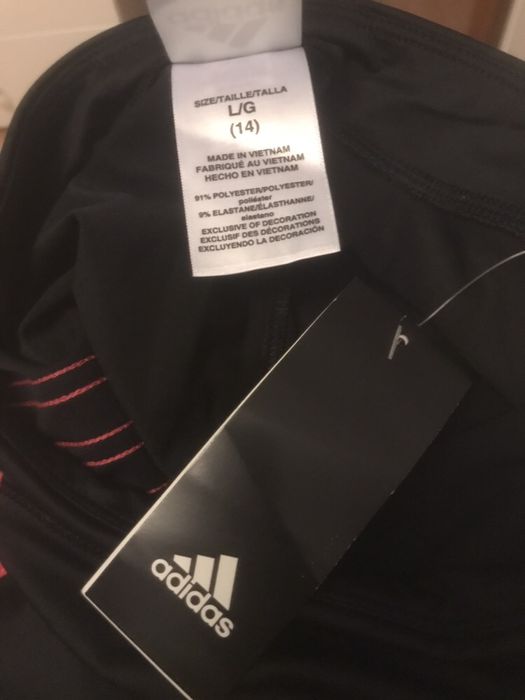 adidas
SIZE/TAILLE/TALLA
L/G
(14)
MADE IN VIETNAM
FABRIQUÉ AU VIETNAM
HECHO EN VIETNAM
91% POLYESTER/POLYESTER/
poliéster
9% ELASTANE/ÉLASTHANNE/
elastano
EXCLUSIVE OF DECORATION
EXCLUSIF DES DÉCORATIONS
EXCLUYENDO LA DECORACIÓN
adidas